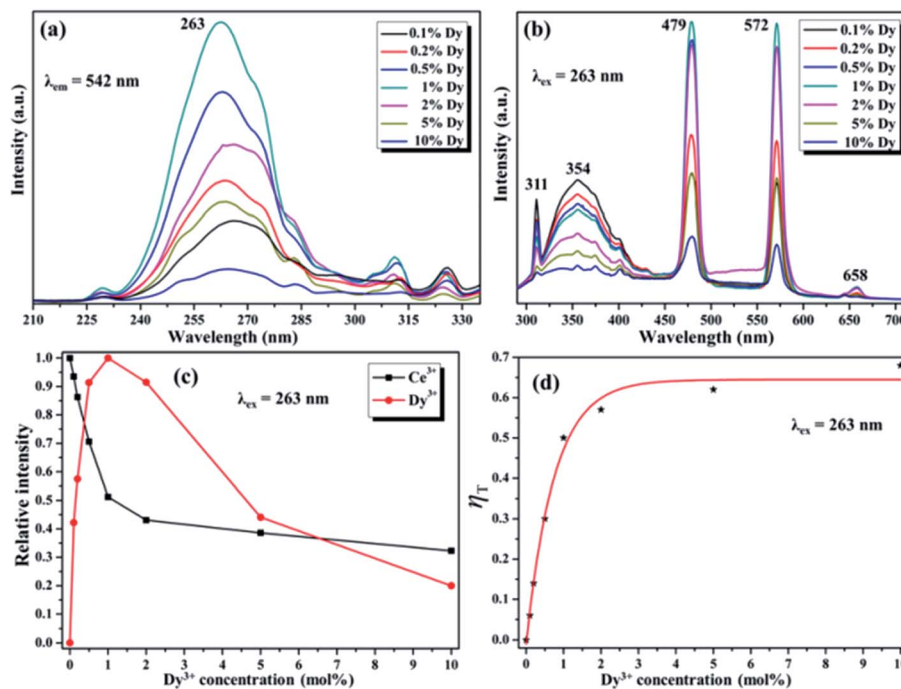 (a)
263
λem = 542 nm
0.1% Dy
0.2% Dy
0.5% Dy
1% Dy
2% Dy
5% Dy
10% Dy
Intensity (a.u.)
210 225 240 255 270 285 300 315 330
Wavelength (nm)
(b)
479
572
λex = 263 nm
0.1% Dy
0.2% Dy
0.5% Dy
1% Dy
2% Dy
5% Dy
10% Dy
311
354
658
Intensity (a.u.)
300 350 400 450 500 550 600 650 700
Wavelength (nm)
1.0
0.9
0.8
0.7
0.6
0.5
0.4
0.3
0.2
0.1
0.0
Relative intensity
(c)
λex = 263 nm
Ce3+
Dy3+
0 1 2 3 4 5 6 7 8 9 10
Dy3+ concentration (mol%)
0.7
0.6
0.5
0.4
0.3
0.2
0.1
0.0
ηT
(d)
λex = 263 nm
0 1 2 3 4 5 6 7 8 9 10
Dy3+ concentration (mol%)